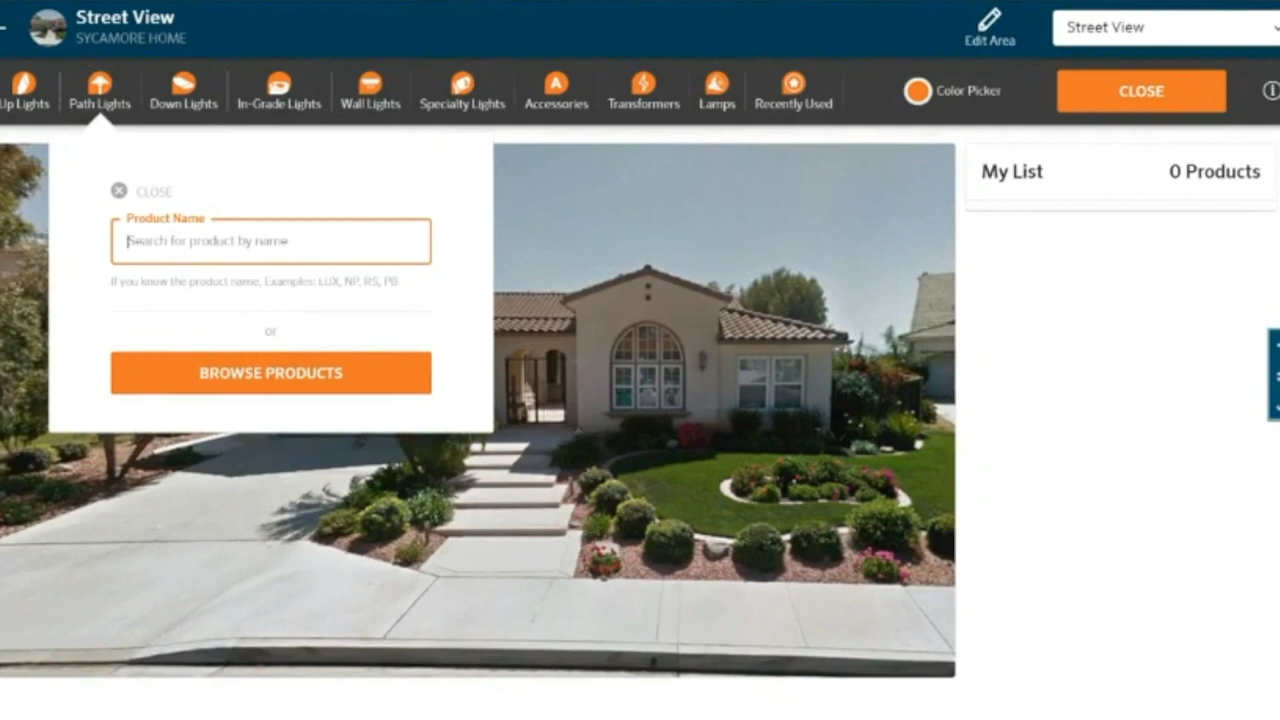 Street View
SYCAMORE HOME
Edit Area
Street View
Up Lights
Path Lights
Down Lights
In-Grade Lights
Wall Lights
Specialty Lights
Accessories
Transformers
Lamps
Recently Used
Color Picker
CLOSE
CLOSE
Product Name
Search for product by name
If you know the product name, Examples: LUX, NP, RS, PB
or
BROWSE PRODUCTS
My List
0 Products